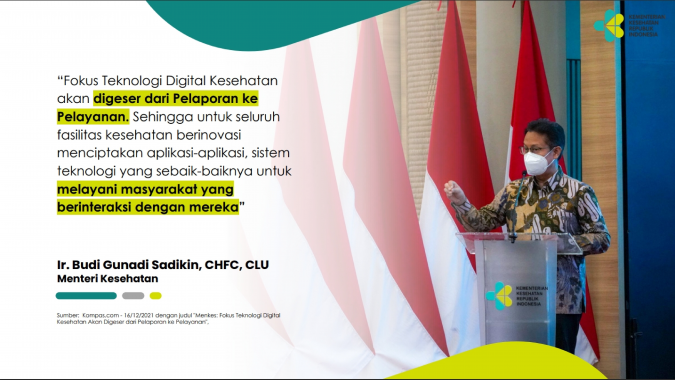 “Fokus Teknologi Digital Kesehatan
akan digeser dari Pelaporan ke
Pelayanan. Sehingga untuk seluruh
fasilitas kesehatan berinovasi
menciptakan aplikasi-aplikasi, sistem
teknologi yang sebaik-baiknya untuk
melayani masyarakat yang
berinteraksi dengan mereka”
Ir. Budi Gunadi Sadikin, CHFC, CLU
Menteri Kesehatan
Sumber: Kompas.com - 16/12/2021 dengan judul "Menkes: Fokus Teknologi Digital
Kesehatan Akan Digeser dari Pelaporan ke Pelayanan",
KEMENTERIAN
KESEHATAN
REPUBLIK
INDONESIA
KEMENTERIAN
KESEHATAN
REPUBLIK
INDONESIA